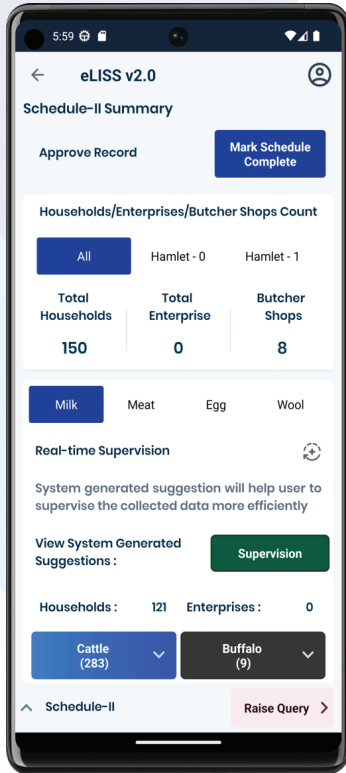 5:59
eLISS v2.0
Schedule-II Summary
Approve Record
Mark Schedule
Complete
Households/Enterprises/Butcher Shops Count
All
Hamlet - 0
Hamlet - 1
Total
Households
Total
Enterprise
Butcher
Shops
150
0
8
Milk
Meat
Egg
Wool
Real-time Supervision
System generated suggestion will help user to
supervise the collected data more efficiently
View System Generated
Suggestions :
Supervision
Households : 121 Enterprises : 0
Cattle
(283)
Buffalo
(9)
Schedule-II
Raise Query